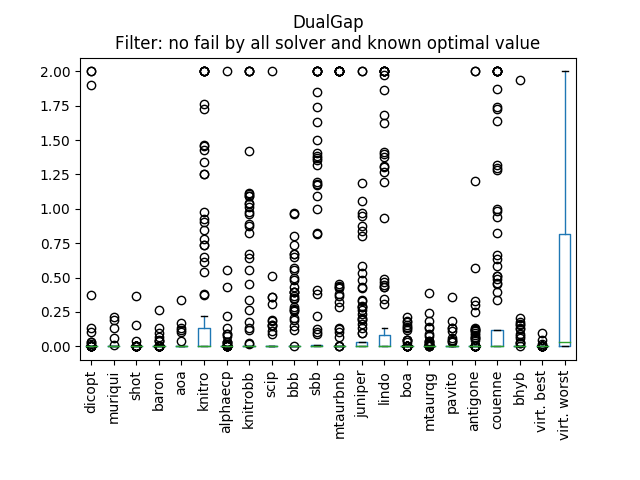 DualGap
Filter: no fail by all solver and known optimal value
2.00
1.75
1.50
1.25
1.00
0.75
0.50
0.25
0.00
dicopt
muriqui
shot
baron
aoa
knitro
alphaecp
knitrobb
scip
bbb
sbb
mtaurbnb
juniper
lindo
boa
mtaurqg
pavito
antigone
couenne
bhyb
virt. best
virt. worst